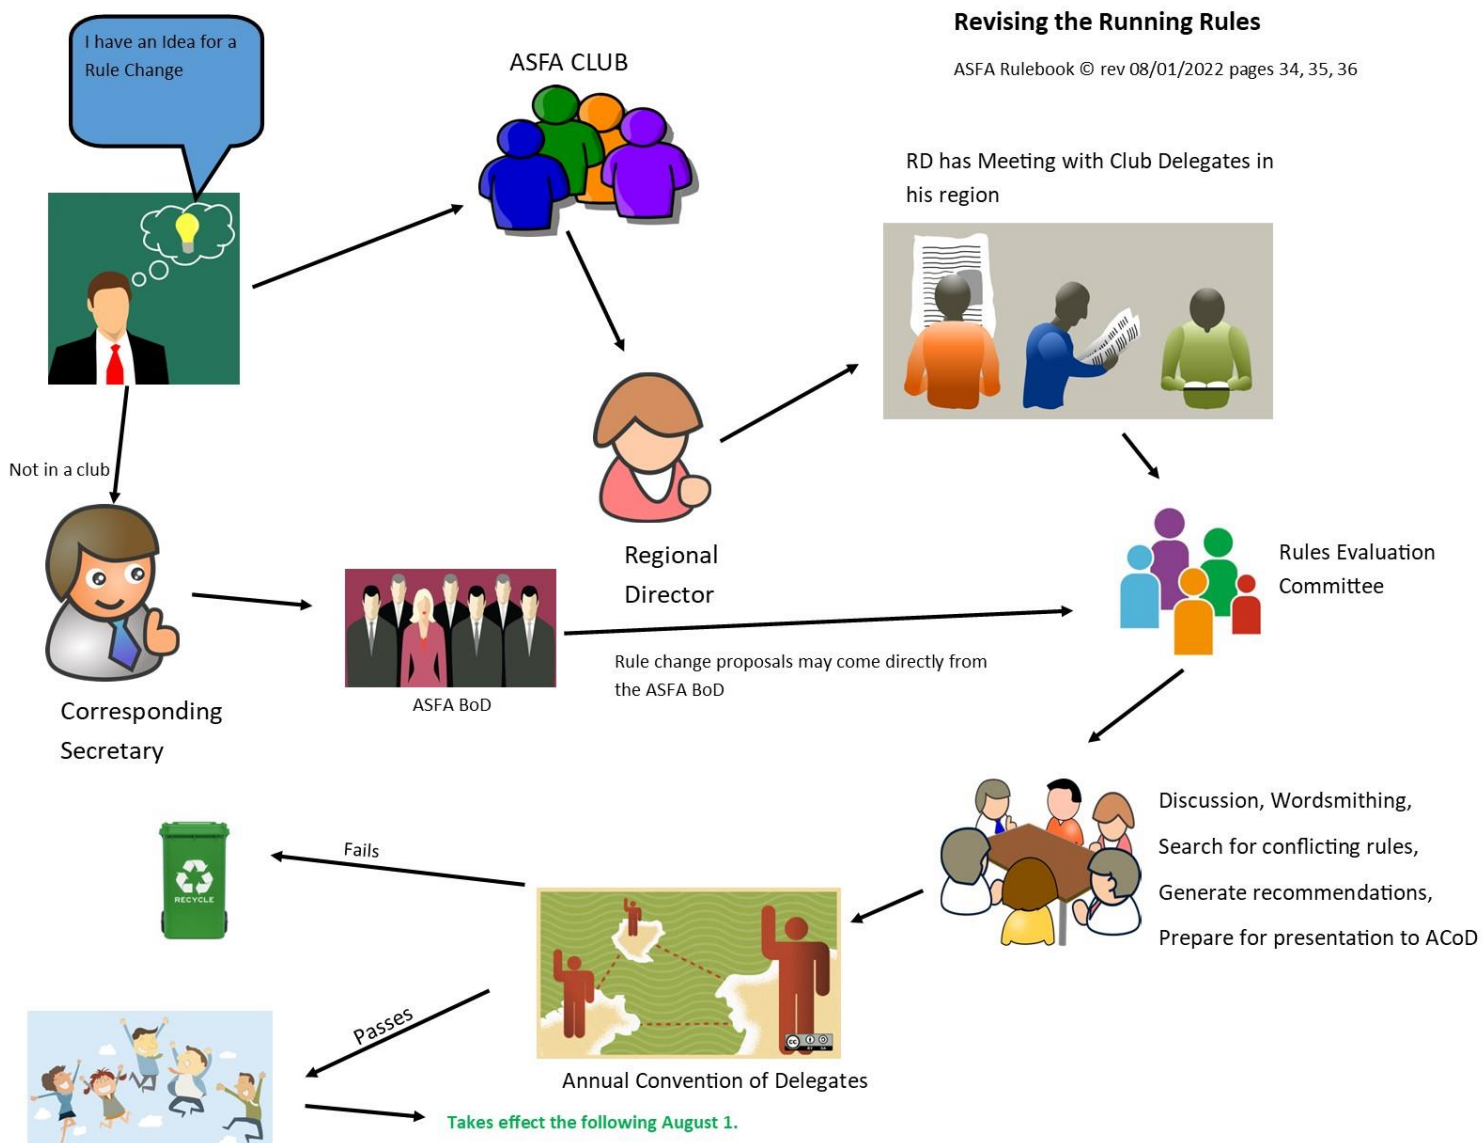 Revising the Running Rules
ASFA Rulebook © rev 08/01/2022 pages 34, 35, 36
I have an Idea for a
Rule Change
ASFA CLUB
RD has Meeting with Club Delegates in
his region
Not in a club
Regional
Director
Rules Evaluation
Committee
Rule change proposals may come directly from
the ASFA BoD
ASFA BoD
Corresponding
Secretary
Discussion, Wordsmithing,
Search for conflicting rules,
Generate recommendations,
Prepare for presentation to ACoD
Fails
RECYCLE
Passes
cc
BY SA
Annual Convention of Delegates
Takes effect the following August 1.